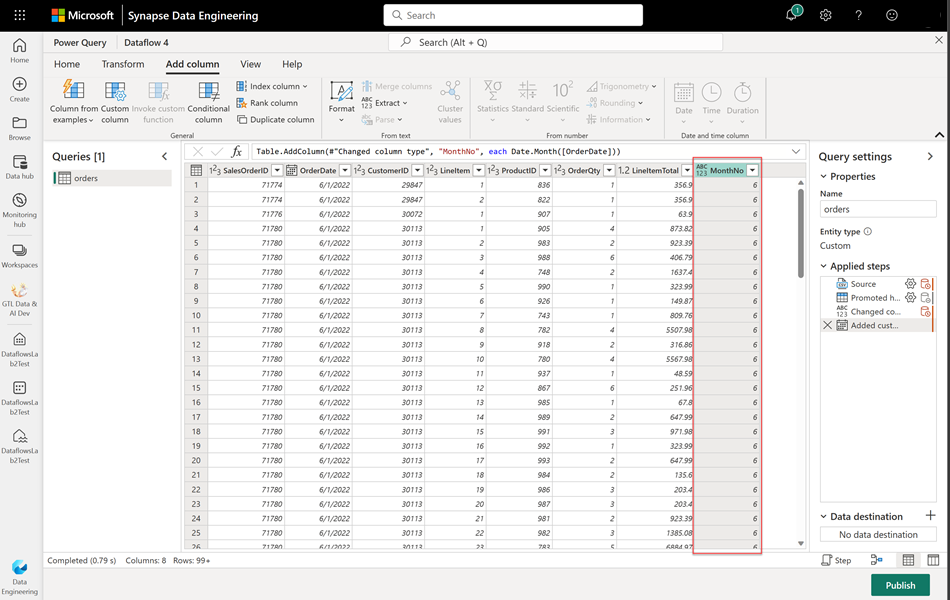 Microsoft Synapse Data Engineering Search 1
Power Query Dataflow 4 Search (Alt + Q)
Home Transform Add column View Help
Column from examples Custom column Invoke custom function Conditional column Index column Rank column Duplicate column
General
Format Merge columns Extract Parse Cluster values
From text
Statistics Standard Scientific Trigonometry Rounding Information
From number
Date Time Duration
Date and time column
Home
Create
Browse
Data hub
Monitoring
hub
Workspaces
GTL Data &
AI Dev
DataflowsLa
b2Test
DataflowsLa
b2Test
DataflowsLa
b2Test
Data
Engineering
Queries [1]
orders
fx Table.AddColumn(#"Changed column type", "MonthNo", each Date.Month([OrderDate]))
SalesOrderID OrderDate CustomerID LineItem ProductID OrderQty LineItemTotal MonthNo
1 71774 6/1/2022 29847 1 836 1 356.9 6
2 71774 6/1/2022 29847 2 822 1 356.9 6
3 71776 6/1/2022 30072 1 907 1 63.9 6
4 71780 6/1/2022 30113 1 905 4 873.82 6
5 71780 6/1/2022 30113 2 983 2 923.39 6
6 71780 6/1/2022 30113 3 988 6 406.79 6
7 71780 6/1/2022 30113 4 748 2 1637.4 6
8 71780 6/1/2022 30113 5 990 1 323.99 6
9 71780 6/1/2022 30113 6 926 1 149.87 6
10 71780 6/1/2022 30113 7 743 1 809.76 6
11 71780 6/1/2022 30113 8 782 4 5507.98 6
12 71780 6/1/2022 30113 9 918 2 316.86 6
13 71780 6/1/2022 30113 10 780 4 5567.98 6
14 71780 6/1/2022 30113 11 937 1 48.59 6
15 71780 6/1/2022 30113 12 867 6 251.96 6
16 71780 6/1/2022 30113 13 985 1 67.8 6
17 71780 6/1/2022 30113 14 989 2 647.99 6
18 71780 6/1/2022 30113 15 991 3 971.98 6
19 71780 6/1/2022 30113 16 992 1 323.99 6
20 71780 6/1/2022 30113 17 993 2 647.99 6
21 71780 6/1/2022 30113 18 984 2 135.6 6
22 71780 6/1/2022 30113 19 986 3 203.4 6
23 71780 6/1/2022 30113 20 987 3 203.4 6
24 71780 6/1/2022 30113 21 981 2 923.39 6
25 71780 6/1/2022 30113 22 982 3 1385.08 6
26 71780 6/1/2022 30113 23 783 5 6884.97 6
Query settings
Properties
Name
orders
Entity type
Custom
Applied steps
Source
Promoted h...
Changed co...
Added cust...
Data destination
No data destination
Completed (0.79 s) Columns: 8 Rows: 99+ Step
Publish